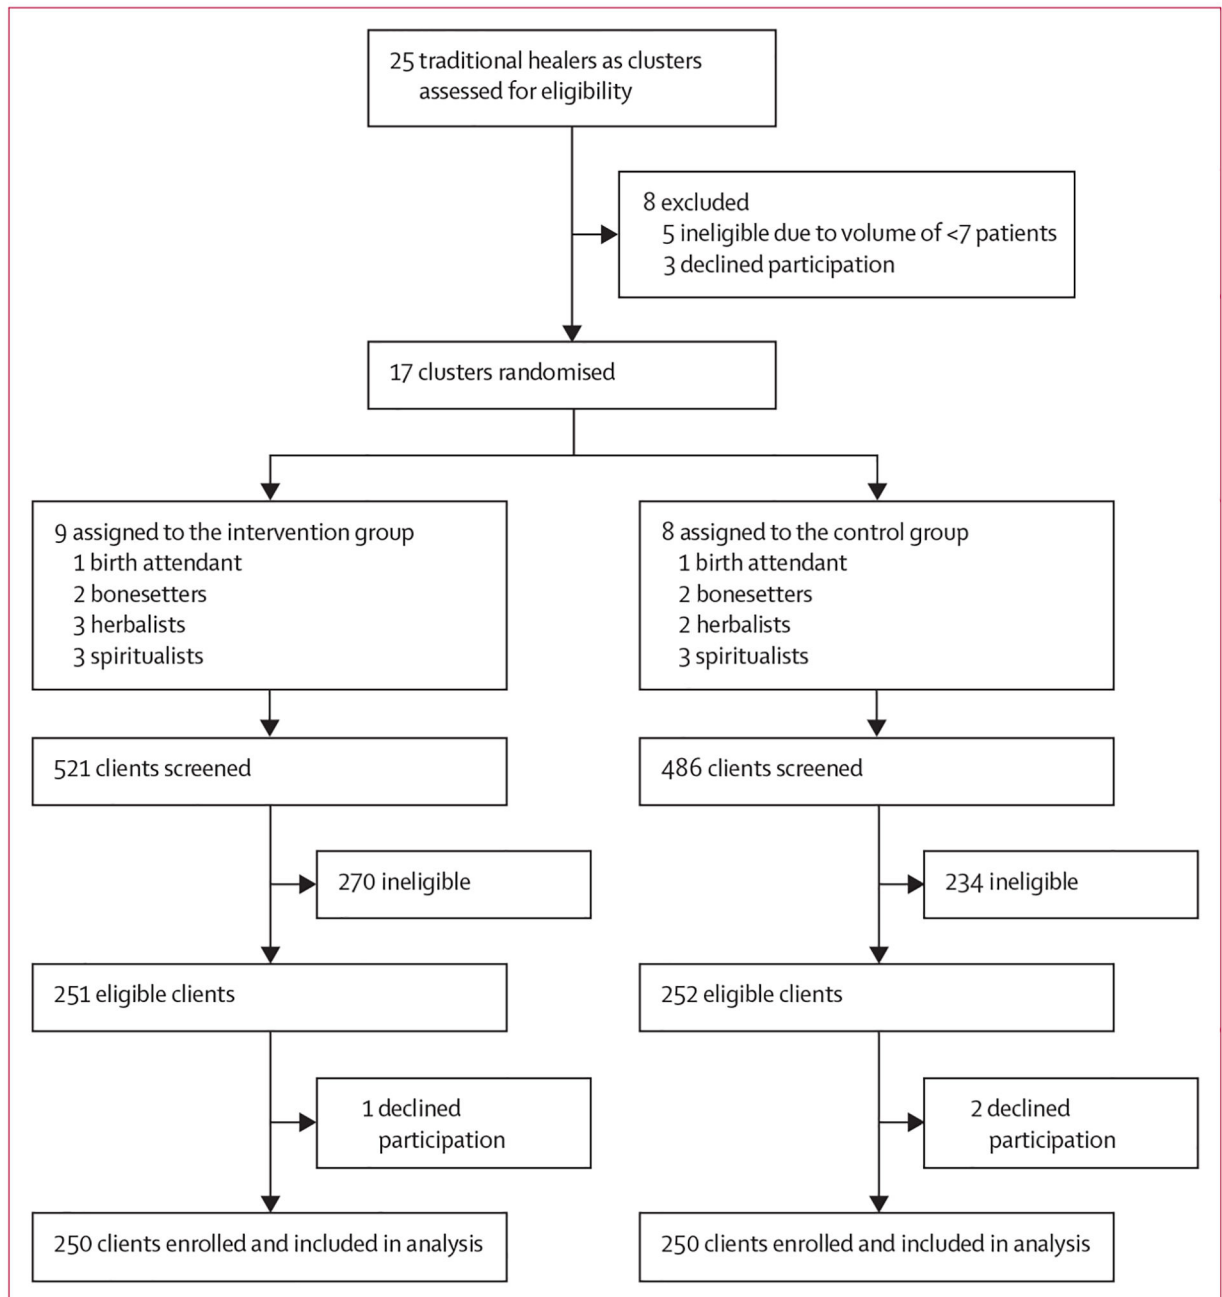 25 traditional healers as clusters
assessed for eligibility
8 excluded
5 ineligible due to volume of <7 patients
3 declined participation
17 clusters randomised
9 assigned to the intervention group
1 birth attendant
2 bonesetters
3 herbalists
3 spiritualists
8 assigned to the control group
1 birth attendant
2 bonesetters
2 herbalists
3 spiritualists
521 clients screened
486 clients screened
270 ineligible
234 ineligible
251 eligible clients
252 eligible clients
1 declined
participation
2 declined
participation
250 clients enrolled and included in analysis
250 clients enrolled and included in analysis